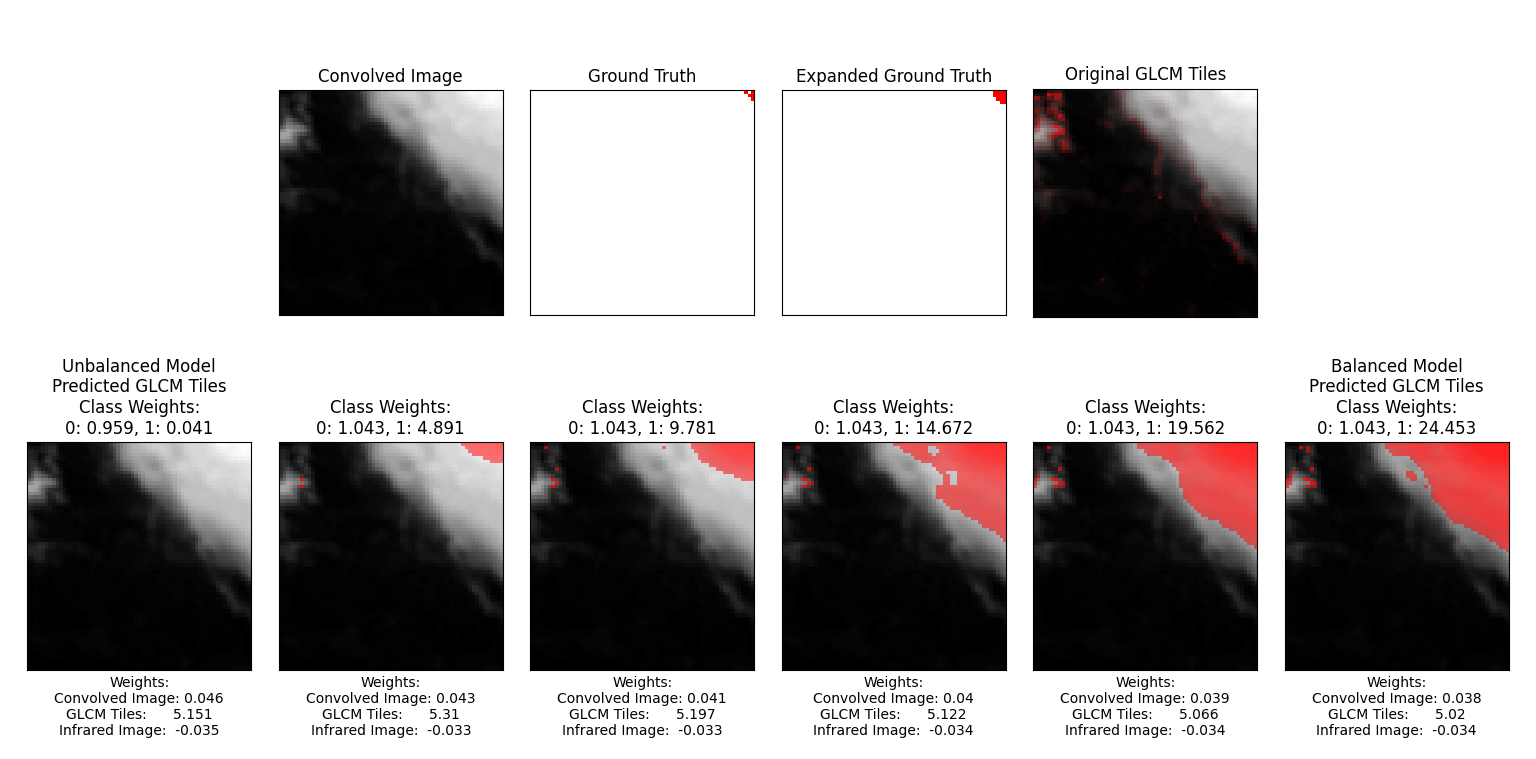 Convolved Image
Ground Truth
Expanded Ground Truth
Original GLCM Tiles
Unbalanced Model
Predicted GLCM Tiles
Class Weights:
0: 0.959, 1: 0.041
Class Weights:
0: 1.043, 1: 4.891
Class Weights:
0: 1.043, 1: 9.781
Class Weights:
0: 1.043, 1: 14.672
Class Weights:
0: 1.043, 1: 19.562
Balanced Model
Predicted GLCM Tiles
Class Weights:
0: 1.043, 1: 24.453
Weights:
Convolved Image: 0.046
GLCM Tiles: 5.151
Infrared Image: -0.035
Weights:
Convolved Image: 0.043
GLCM Tiles: 5.31
Infrared Image: -0.033
Weights:
Convolved Image: 0.041
GLCM Tiles: 5.197
Infrared Image: -0.033
Weights:
Convolved Image: 0.04
GLCM Tiles: 5.122
Infrared Image: -0.034
Weights:
Convolved Image: 0.039
GLCM Tiles: 5.066
Infrared Image: -0.034
Weights:
Convolved Image: 0.038
GLCM Tiles: 5.02
Infrared Image: -0.034